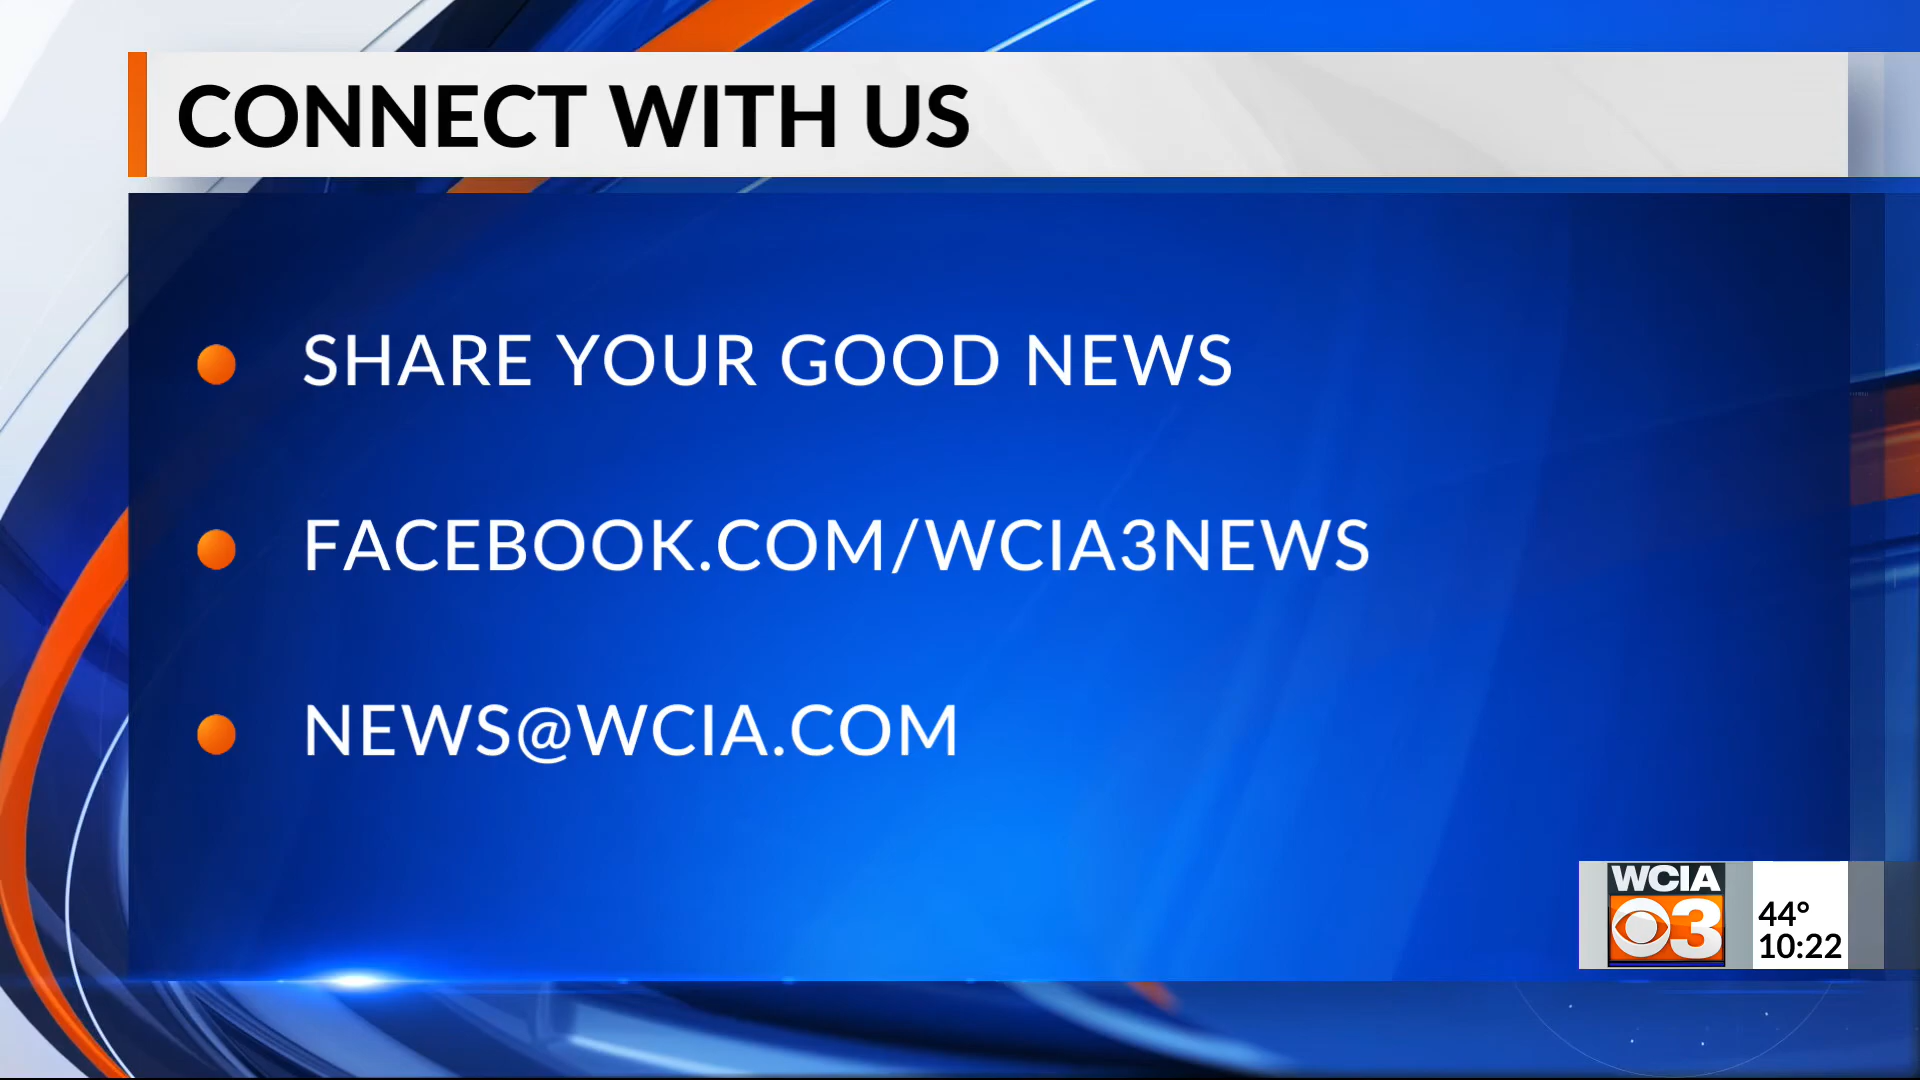 CONNECT WITH US
SHARE YOUR GOOD NEWS
FACEBOOK.COM/WCIA3NEWS
NEWS@WCIA.COM
WCIA
3
44°
10:22